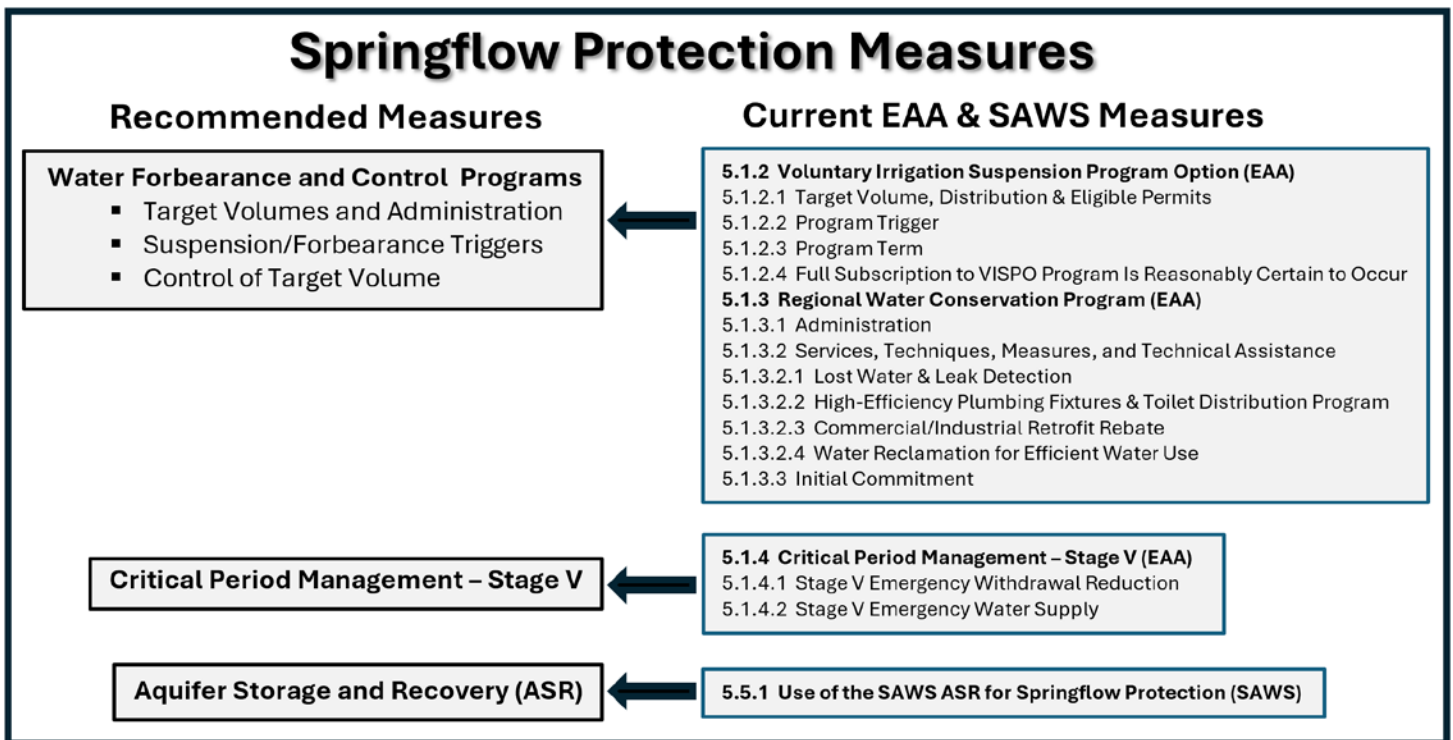 Springflow Protection Measures
Recommended Measures
Current EAA & SAWS Measures
Water Forbearance and Control Programs
▪ Target Volumes and Administration
▪ Suspension/Forbearance Triggers
▪ Control of Target Volume
5.1.2 Voluntary Irrigation Suspension Program Option (EAA)
5.1.2.1 Target Volume, Distribution & Eligible Permits
5.1.2.2 Program Trigger
5.1.2.3 Program Term
5.1.2.4 Full Subscription to VISPO Program Is Reasonably Certain to Occur
5.1.3 Regional Water Conservation Program (EAA)
5.1.3.1 Administration
5.1.3.2 Services, Techniques, Measures, and Technical Assistance
5.1.3.2.1 Lost Water & Leak Detection
5.1.3.2.2 High-Efficiency Plumbing Fixtures & Toilet Distribution Program
5.1.3.2.3 Commercial/Industrial Retrofit Rebate
5.1.3.2.4 Water Reclamation for Efficient Water Use
5.1.3.3 Initial Commitment
Critical Period Management – Stage V
5.1.4 Critical Period Management – Stage V (EAA)
5.1.4.1 Stage V Emergency Withdrawal Reduction
5.1.4.2 Stage V Emergency Water Supply
Aquifer Storage and Recovery (ASR)
5.5.1 Use of the SAWS ASR for Springflow Protection (SAWS)